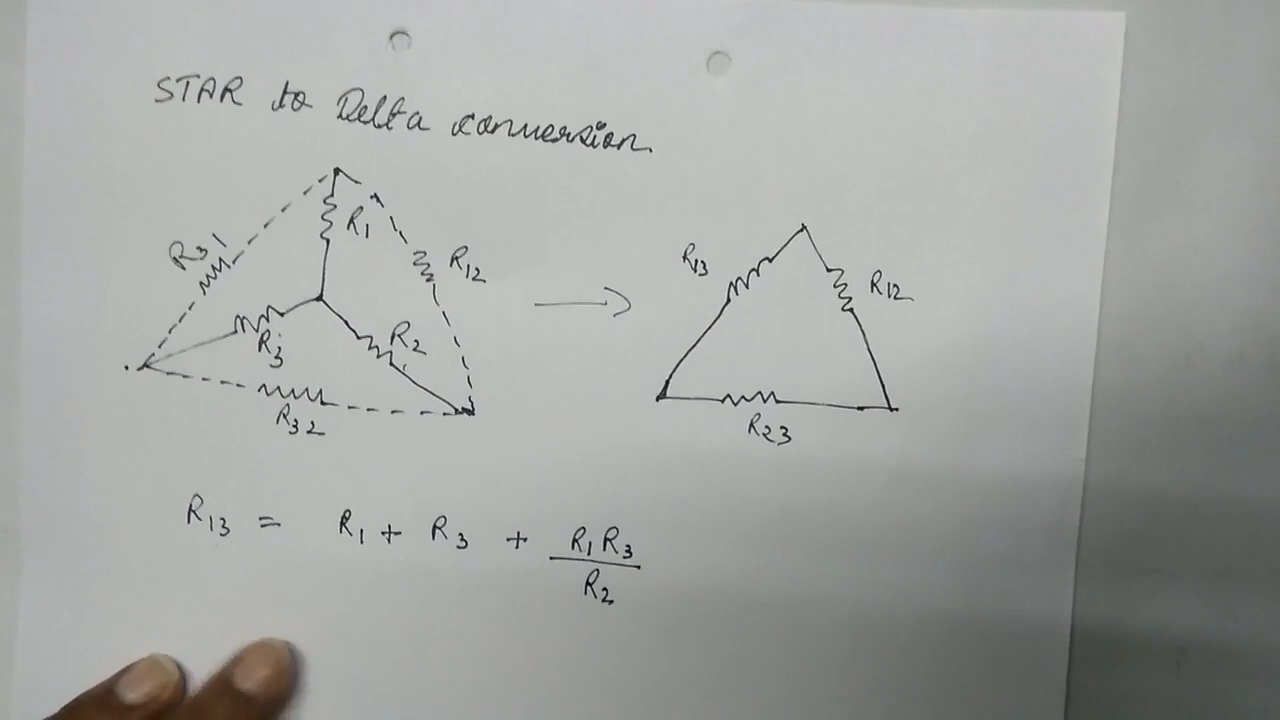 STAR to Delta conversion.
R31
R1
R12
R3
R2
R32
R13
R12
R23
R13 = R1 + R3 + R1R3/R2